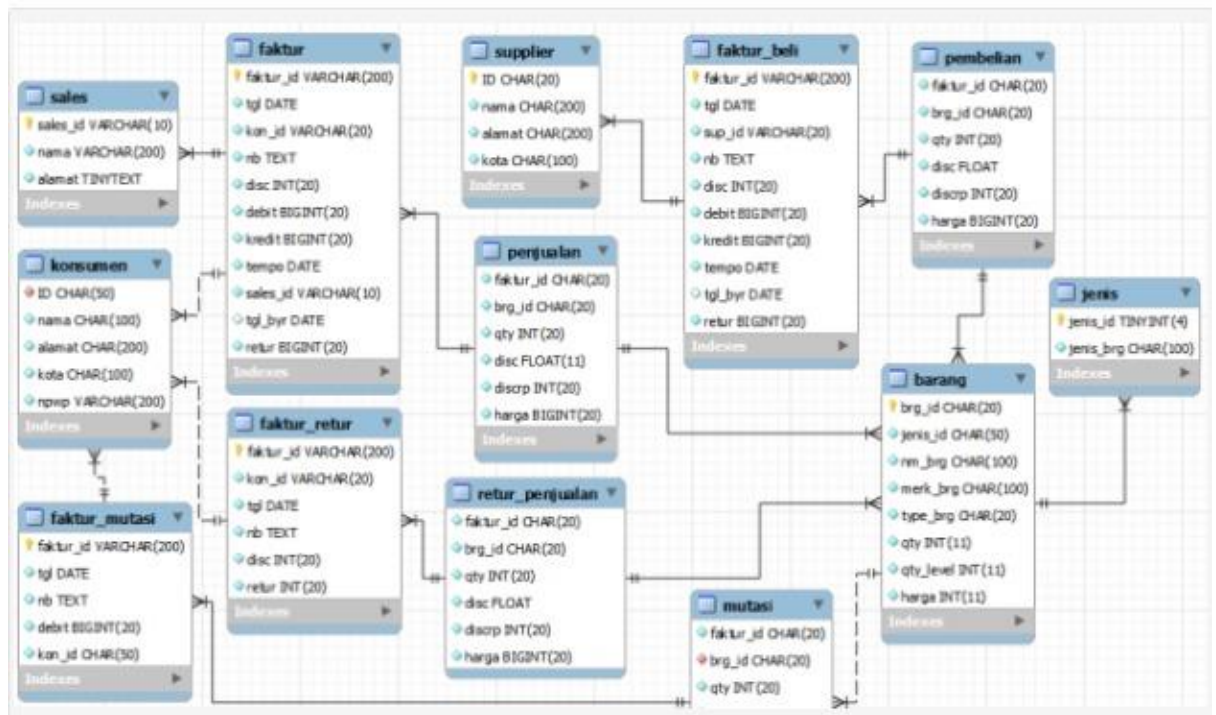 sales
sales_id VARCHAR(10)
nama VARCHAR(200)
alamat TINYTEXT
Indexes
konsumen
ID CHAR(50)
nama CHAR(100)
alamat CHAR(200)
kota CHAR(100)
npwp VARCHAR(200)
Indexes
faktur_mutasi
faktur_id VARCHAR(200)
tgl DATE
nb TEXT
debit BIGINT(20)
kon_id CHAR(50)
Indexes
faktur
faktur_id VARCHAR(200)
tgl DATE
kon_id VARCHAR(20)
nb TEXT
disc INT(20)
debit BIGINT(20)
kredit BIGINT(20)
tempo DATE
sales_id VARCHAR(10)
tgl_byr DATE
retur BIGINT(20)
Indexes
faktur_retur
faktur_id VARCHAR(200)
kon_id VARCHAR(20)
tgl DATE
nb TEXT
disc INT(20)
retur INT(20)
Indexes
supplier
ID CHAR(20)
nama CHAR(200)
alamat CHAR(200)
kota CHAR(100)
Indexes
penjualan
faktur_id CHAR(20)
brg_id CHAR(20)
qty INT(20)
disc FLOAT(11)
discrp INT(20)
harga BIGINT(20)
Indexes
retur_penjualan
faktur_id CHAR(20)
brg_id CHAR(20)
qty INT(20)
disc FLOAT
discrp INT(20)
harga BIGINT(20)
faktur_beli
faktur_id VARCHAR(200)
tgl DATE
sup_id VARCHAR(20)
nb TEXT
disc INT(20)
debit BIGINT(20)
kredit BIGINT(20)
tempo DATE
tgl_byr DATE
retur BIGINT(20)
Indexes
mutasi
faktur_id CHAR(20)
brg_id CHAR(20)
qty INT(20)
pembelian
faktur_id CHAR(20)
brg_id CHAR(20)
qty INT(20)
disc FLOAT
discrp INT(20)
harga BIGINT(20)
Indexes
jenis
jenis_id TINYINT(4)
jenis_brg CHAR(100)
Indexes
barang
brg_id CHAR(20)
jenis_id CHAR(50)
nm_brg CHAR(100)
merk_brg CHAR(100)
type_brg CHAR(20)
qty INT(11)
qty_level INT(11)
harga INT(11)
Indexes